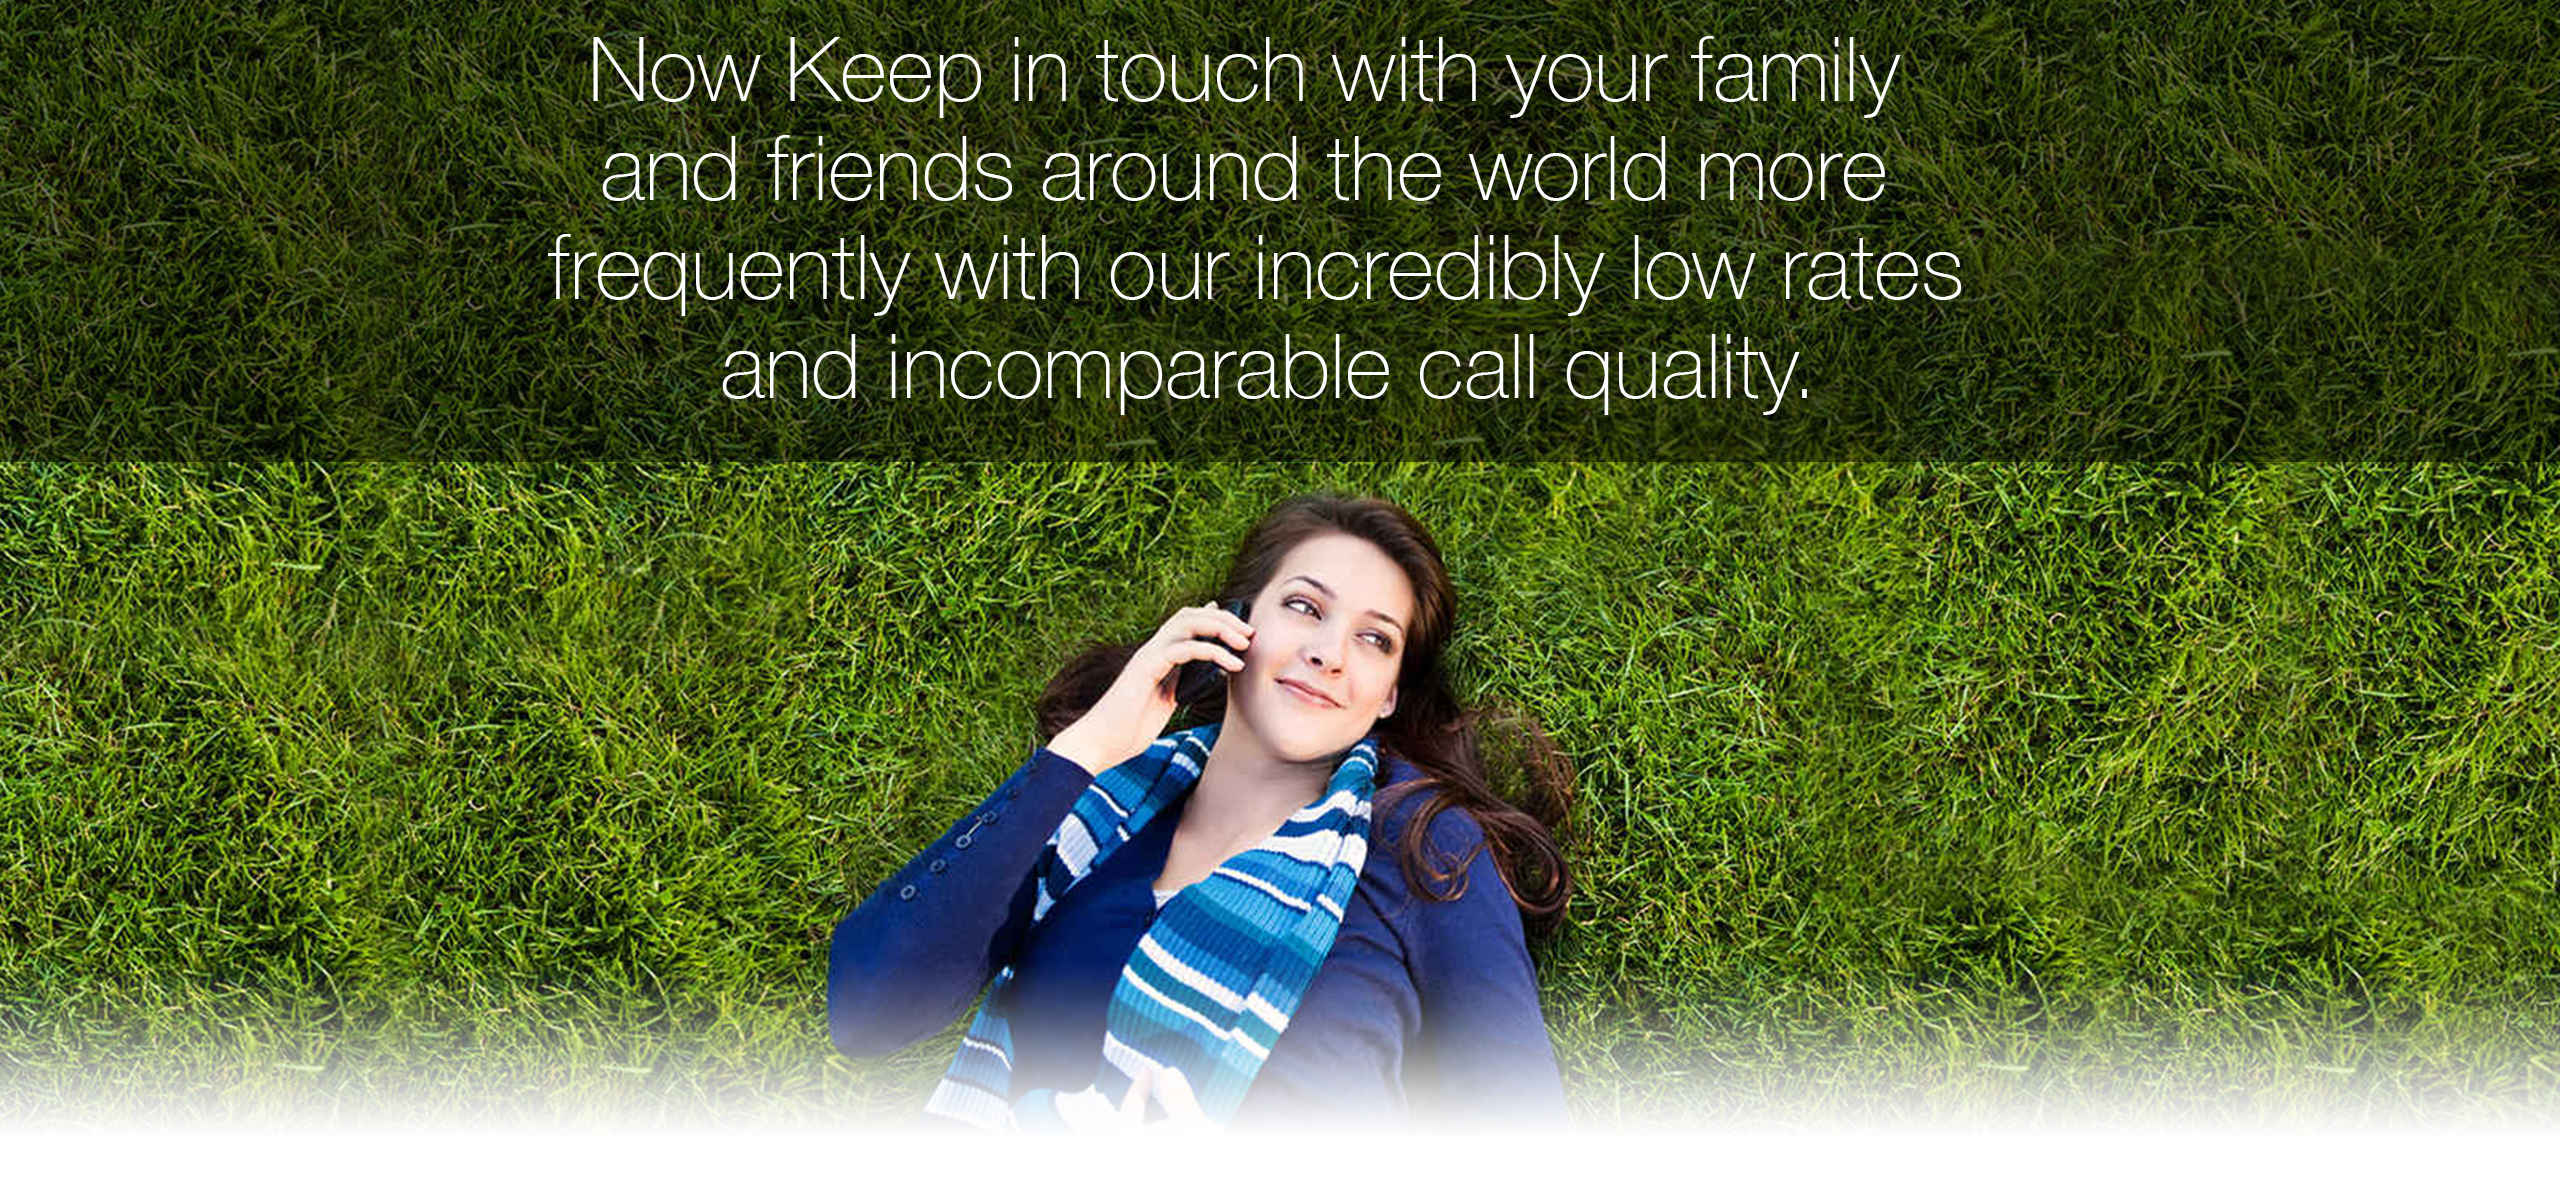 Now Keep in touch with your family
and friends around the world more
frequently with our incredibly low rates
and incomparable call quality.